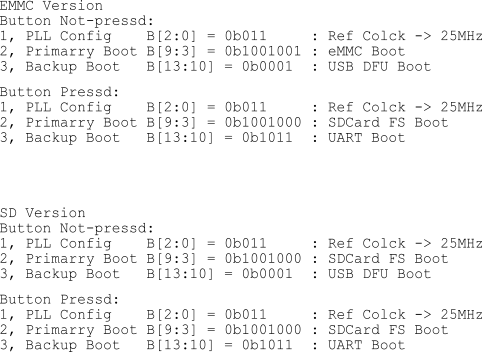 EMMC Version
Button Not-pressd:
1, PLL Config    B[2:0] = 0b011     : Ref Colck -> 25MHz
2, Primarry Boot B[9:3] = 0b1001001 : eMMC Boot
3, Backup Boot   B[13:10] = 0b0001  : USB DFU Boot
Button Pressd:
1, PLL Config    B[2:0] = 0b011     : Ref Colck -> 25MHz
2, Primarry Boot B[9:3] = 0b1001000 : SDCard FS Boot
3, Backup Boot   B[13:10] = 0b1011  : UART Boot
SD Version
Button Not-pressd:
1, PLL Config    B[2:0] = 0b011     : Ref Colck -> 25MHz
2, Primarry Boot B[9:3] = 0b1001000 : SDCard FS Boot
3, Backup Boot   B[13:10] = 0b0001  : USB DFU Boot
Button Pressd:
1, PLL Config    B[2:0] = 0b011     : Ref Colck -> 25MHz
2, Primarry Boot B[9:3] = 0b1001000 : SDCard FS Boot
3, Backup Boot   B[13:10] = 0b1011  : UART Boot